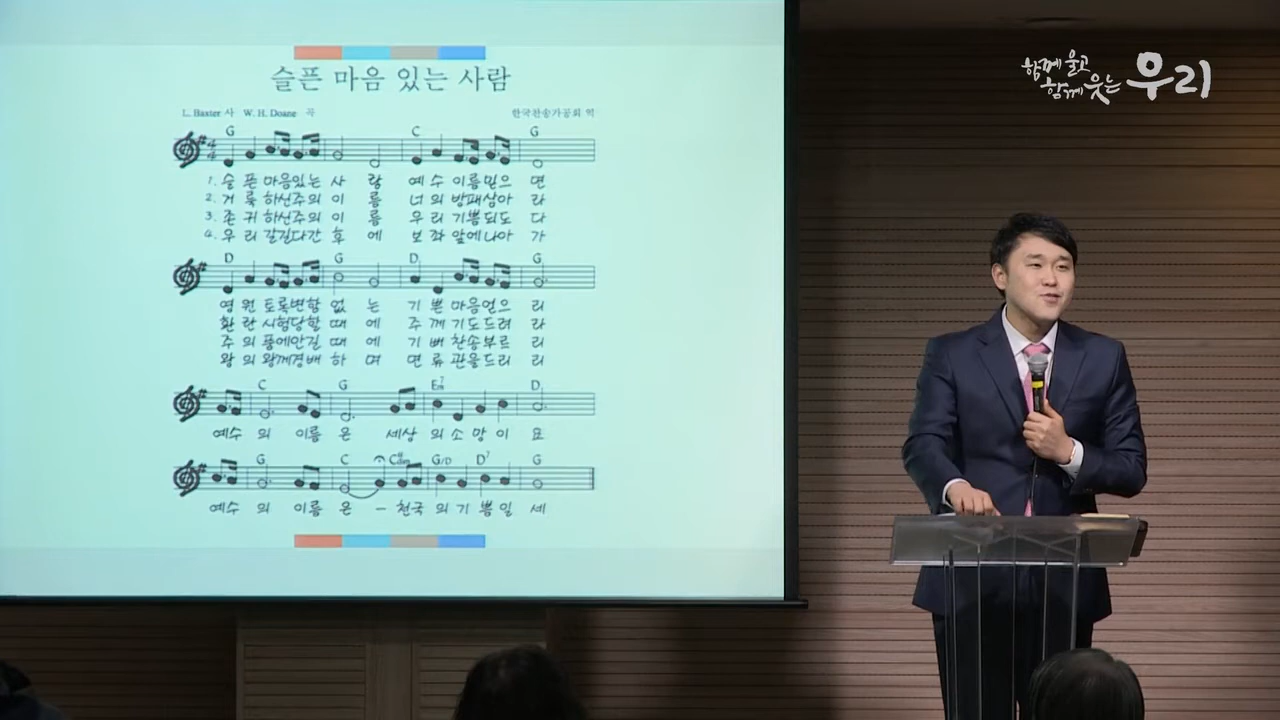 함께 울고
함께 웃는 우리
슬픈 마음 있는 사람
L. Baxter 사 W. H. Doane 곡 한국찬송가공회 역
G C G
1. 슬 픈 마음있는 사 람 예 수 이름믿으 면
2. 거 룩 하신주의 이 름 너 의 방패삼아 라
3. 존 귀 하신주의 이 름 우 리 기쁨되도 다
4. 우 리 갈길다간 후 에 보 좌 앞에나아 가
D G D G
영 원 토록변함 없 는 기 쁜 마음얻으 리
환 란 시험당할 때 에 주 께 기도드려 라
주 의 품에안길 때 에 기 뻐 찬송부르 리
왕 의 왕께경배 하 며 면 류 관을드리 리
C G D
예수 의 이름 은 세상 의 소 망 이 요
G C G/D D7 G
예수 의 이름 은 – 천국 의 기 쁨 일 세